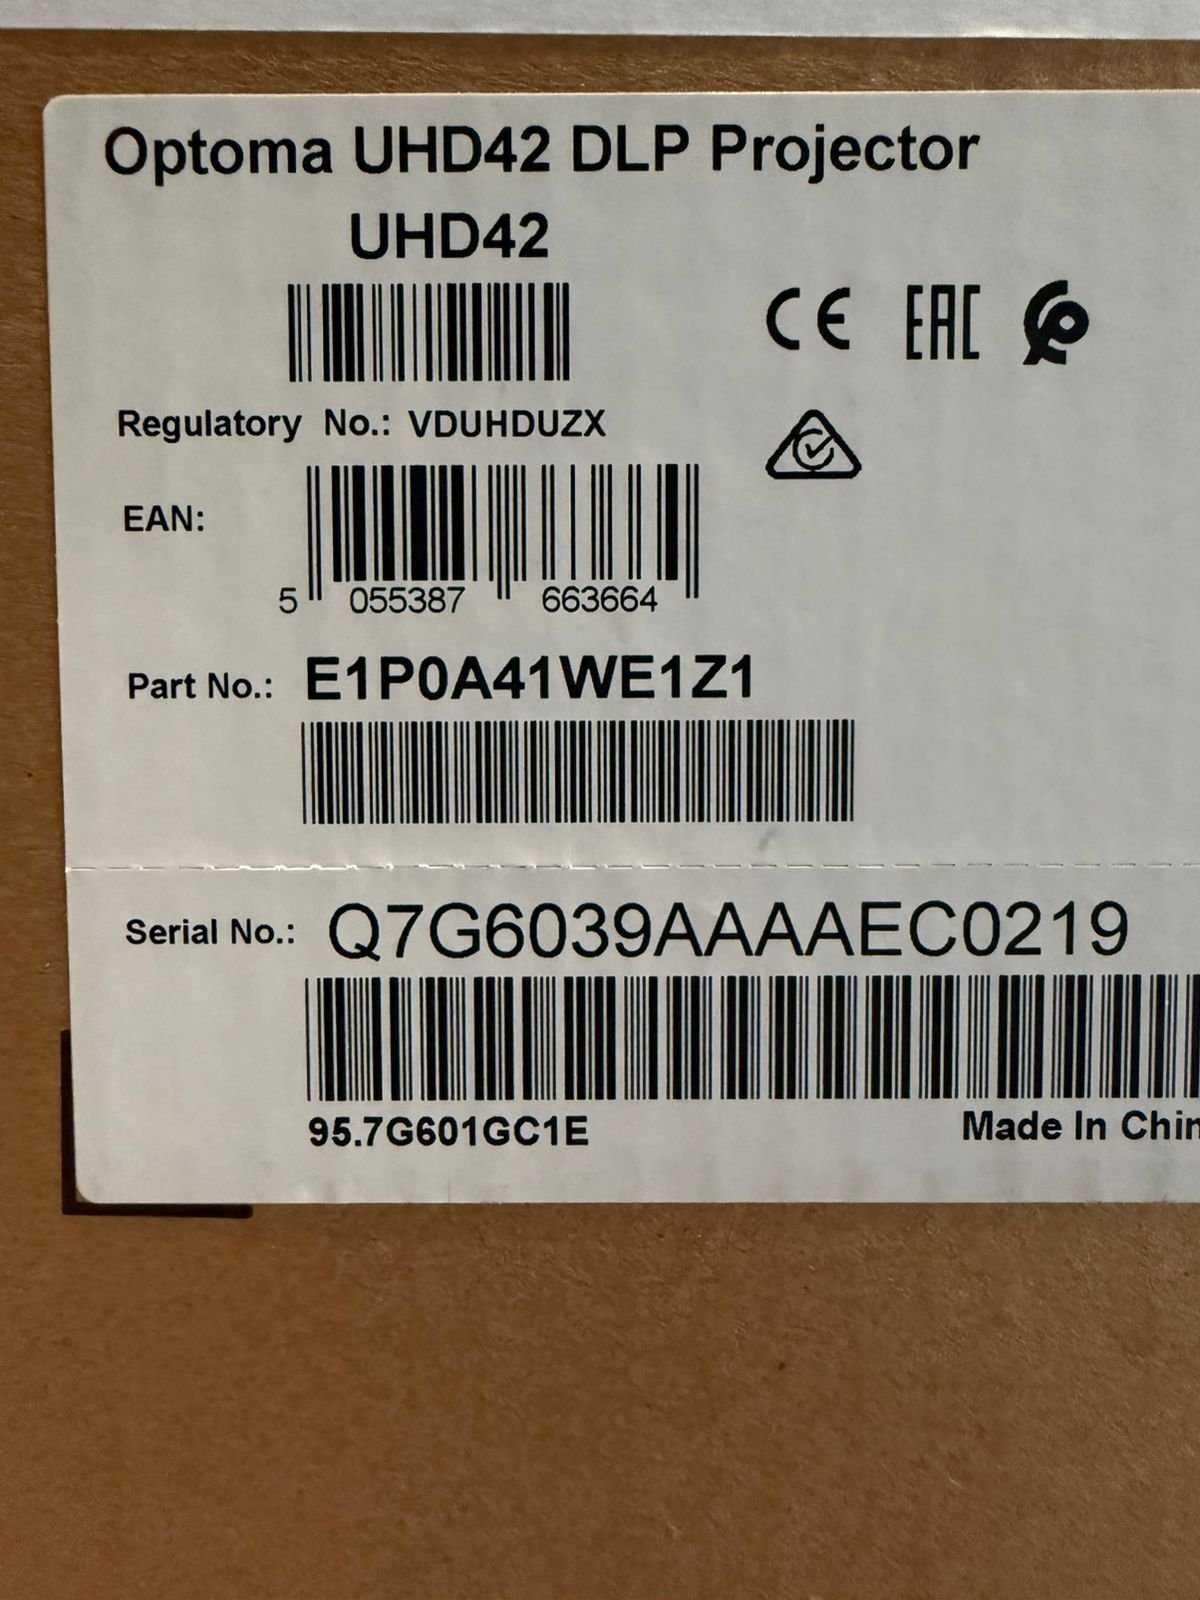 Optoma UHD42 DLP Projector
UHD42
CE EAC
Regulatory No.: VDUHDUZX
EAN:
5 055387 663664
Part No.: E1P0A41WE1Z1
Serial No.: Q7G6039AAAAEC0219
95.7G601GC1E Made In Chin